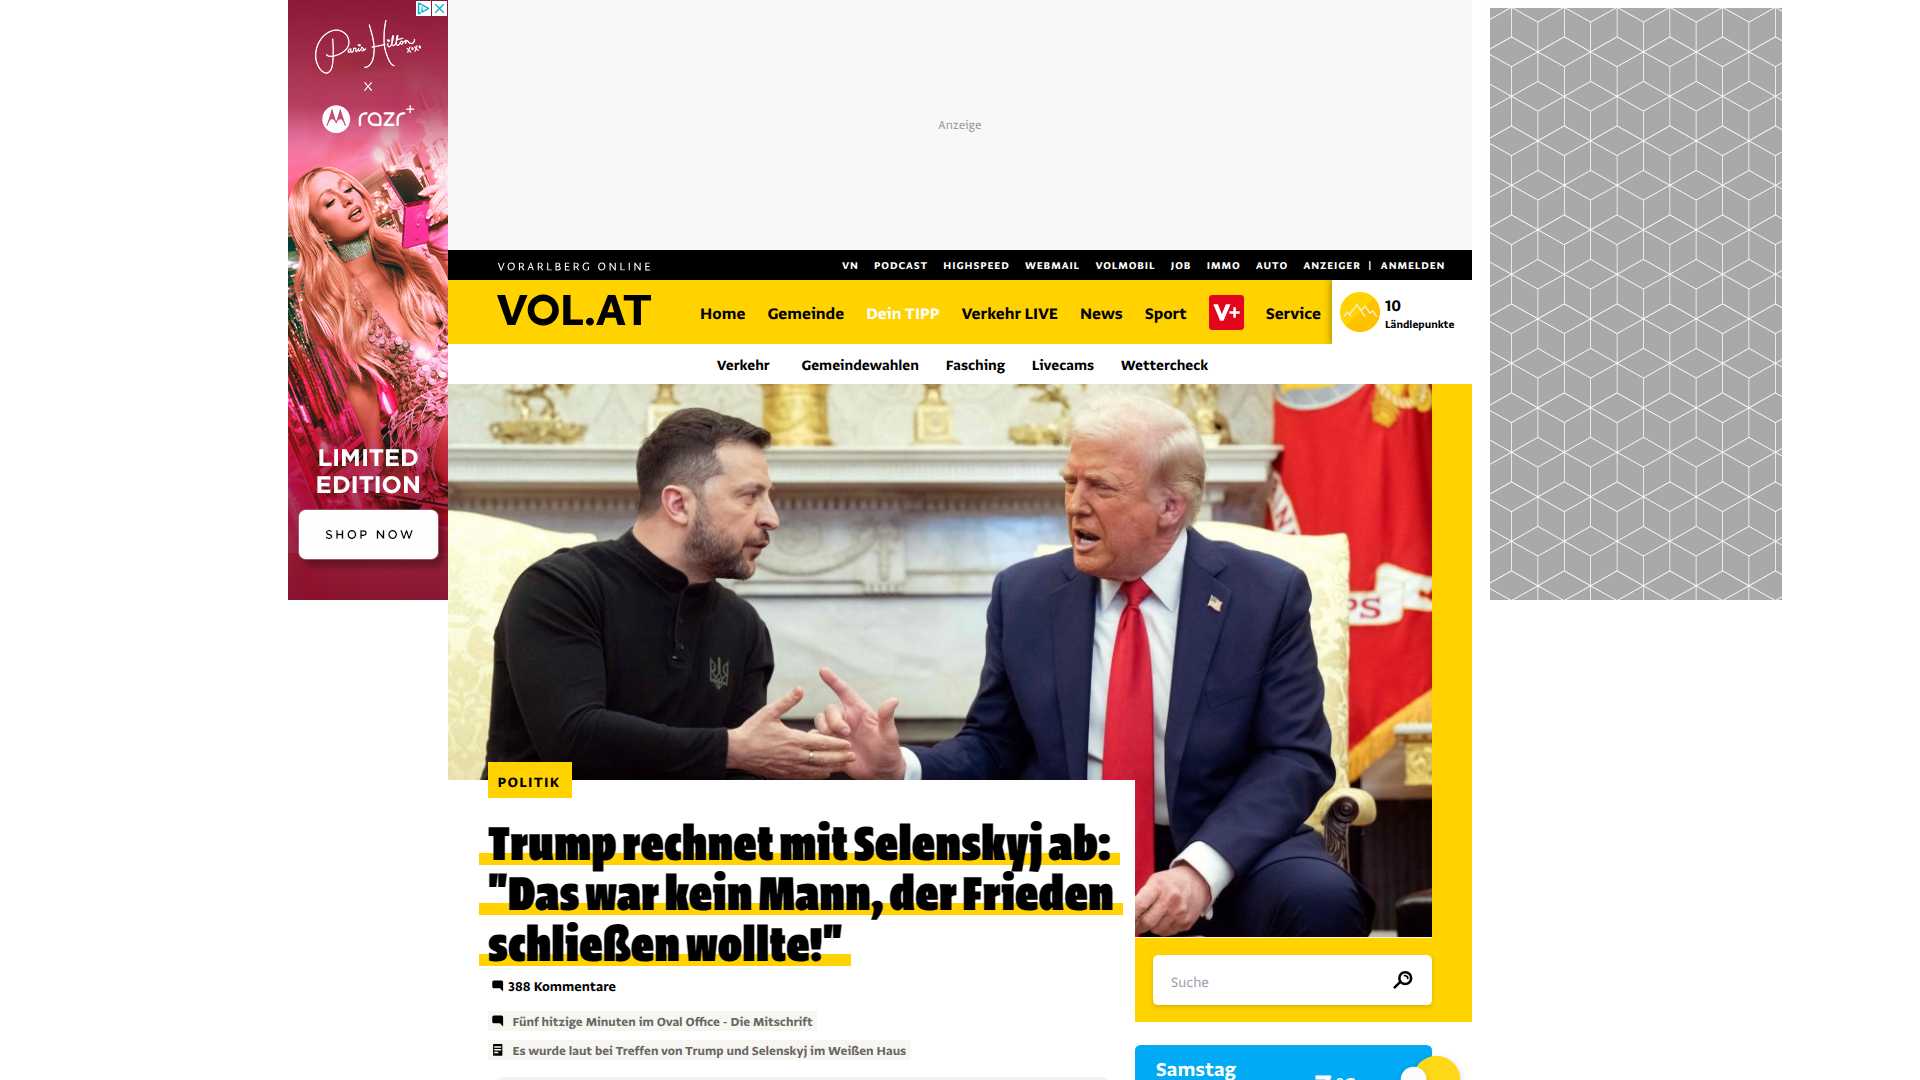 Paris Hilton
xoxo
X
razr+
LIMITED
EDITION
SHOP NOW
Anzeige
VORARLBERG ONLINE
VN PODCAST HIGHSPEED WEBMAIL VOLMOBIL JOB IMMO AUTO ANZEIGER | ANMELDEN
VOL.AT
Home Gemeinde Dein TIPP Verkehr LIVE News Sport V+ Service
10
Ländlepunkte
Verkehr Gemeindewahlen Fasching Livecams Wettercheck
POLITIK
Trump rechnet mit Selenskyj ab:
"Das war kein Mann, der Frieden
schließen wollte!"
388 Kommentare
Fünf hitzige Minuten im Oval Office - Die Mitschrift
Es wurde laut bei Treffen von Trump und Selenskyj im Weißen Haus
Suche
Samstag